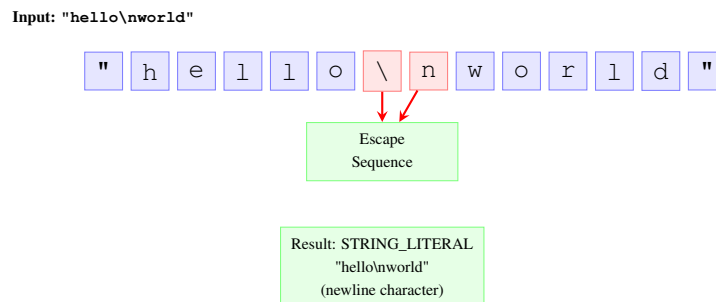 Input: "hello\nworld"
" h e l l o \ n w o r l d "
Escape
Sequence
Result: STRING_LITERAL
"hello\nworld"
(newline character)